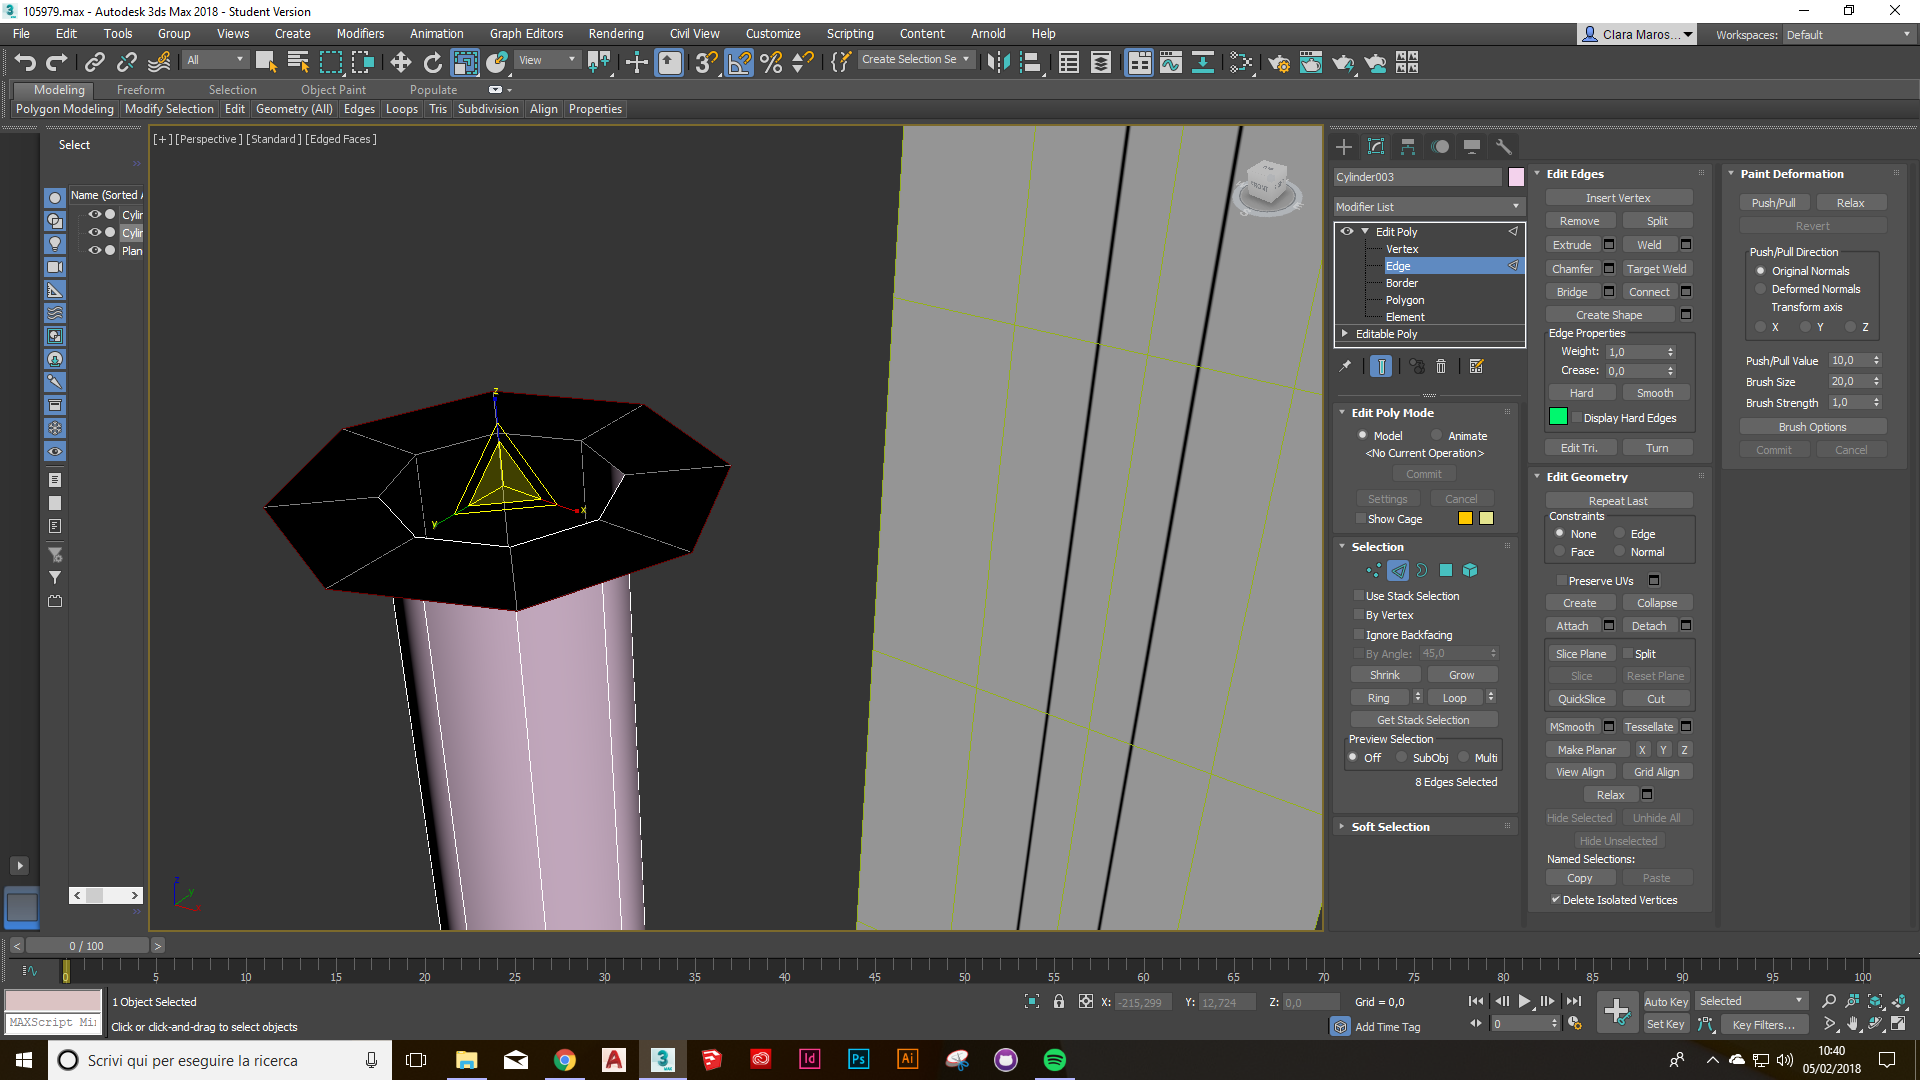 105979.max - Autodesk 3ds Max 2018 - Student Version
File Edit Tools Group Views Create Modifiers Animation Graph Editors Rendering Civil View Customize Scripting Content Arnold Help
Clara Maros... Workspaces: Default
All View Create Selection Se
Modeling Freeform Selection Object Paint Populate
Polygon Modeling Modify Selection Edit Geometry (All) Edges Loops Tris Subdivision Align Properties
Select
Name (Sorted A
Cylin
Cylin
Plan
[+] [Perspective ] [Standard ] [Edged Faces ]
z
x
y
FRONT
z
y
x
Cylinder003
Modifier List
Edit Poly
Vertex
Edge
Border
Polygon
Element
Editable Poly
Edit Poly Mode
Model Animate
<No Current Operation>
Commit
Settings Cancel
Show Cage
Selection
Use Stack Selection
By Vertex
Ignore Backfacing
By Angle: 45,0
Shrink Grow
Ring Loop
Get Stack Selection
Preview Selection
Off SubObj Multi
8 Edges Selected
Soft Selection
Edit Edges
Insert Vertex
Remove Split
Extrude Weld
Chamfer Target Weld
Bridge Connect
Create Shape
Edge Properties
Weight: 1,0
Crease: 0,0
Hard Smooth
Display Hard Edges
Edit Tri. Turn
Edit Geometry
Repeat Last
Constraints
None Edge
Face Normal
Preserve UVs
Create Collapse
Attach Detach
Slice Plane Split
Slice Reset Plane
QuickSlice Cut
MSmooth Tessellate
Make Planar X Y Z
View Align Grid Align
Relax
Hide Selected Unhide All
Hide Unselected
Named Selections:
Copy Paste
Delete Isolated Vertices
Paint Deformation
Push/Pull Relax
Revert
Push/Pull Direction
Original Normals
Deformed Normals
Transform axis
X Y Z
Push/Pull Value 10,0
Brush Size 20,0
Brush Strength 1,0
Brush Options
Commit Cancel
< 0 / 100 >
0 5 10 15 20 25 30 35 40 45 50 55 60 65 70 75 80 85 90 95 100
1 Object Selected X: -215,299 Y: 12,724 Z: 0,0 Grid = 0,0 Auto Key Selected
MAXScript Mi Click or click-and-drag to select objects Add Time Tag 0 Set Key Key Filters...
Scrivi qui per eseguire la ricerca
10:40
05/02/2018